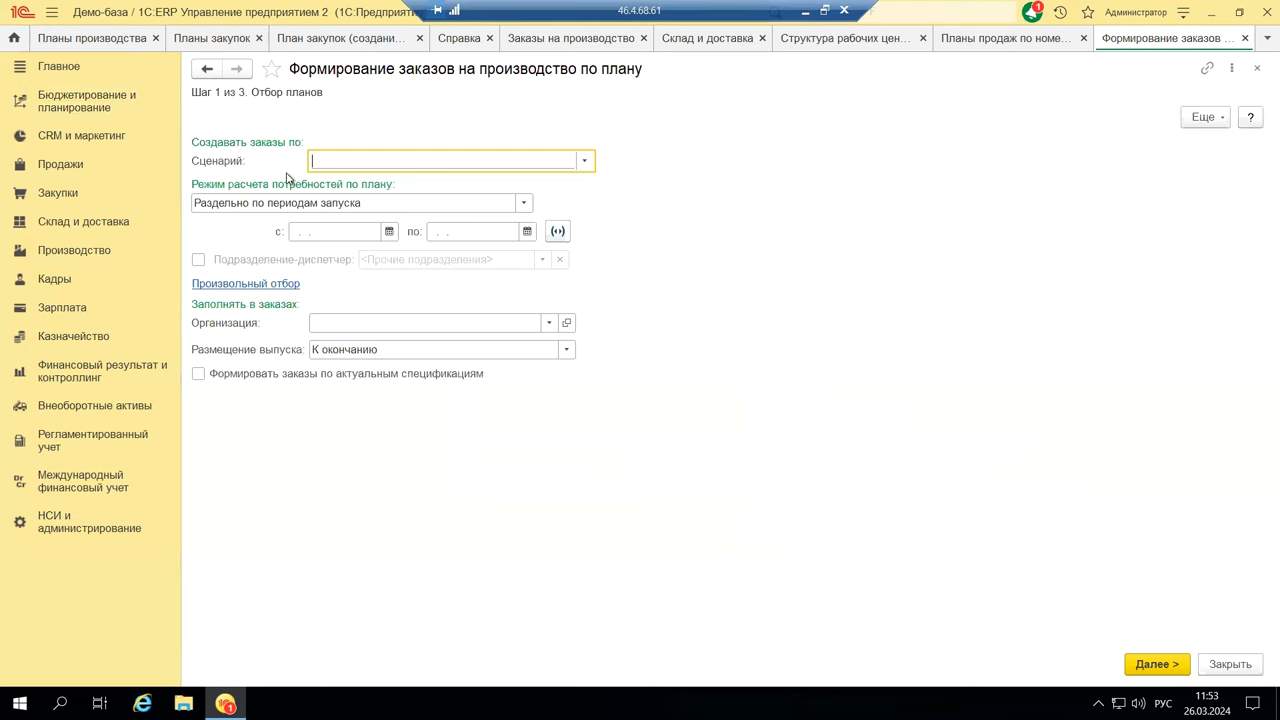 Демо-база / 1С:ERP Управление предприятием 2 (1С:Предприяти
46.4.68.61
1
Администратор
Планы производства
Планы закупок
План закупок (создани...
Справка
Заказы на производство
Склад и доставка
Структура рабочих цен...
Планы продаж по номе...
Формирование заказов ...
Главное
Бюджетирование и
планирование
CRM и маркетинг
Продажи
Закупки
Склад и доставка
Производство
Кадры
Зарплата
Казначейство
Финансовый результат и
контроллинг
Внеоборотные активы
Регламентированный
учет
Международный
финансовый учет
НСИ и
администрирование
Формирование заказов на производство по плану
Шаг 1 из 3. Отбор планов
Еще
?
Создавать заказы по:
Сценарий:
Режим расчета потребностей по плану:
Раздельно по периодам запуска
с: . .
по: . .
Подразделение-диспетчер: <Прочие подразделения>
Произвольный отбор
Заполнять в заказах:
Организация:
Размещение выпуска: К окончанию
Формировать заказы по актуальным спецификациям
Далее >
Закрыть
1
РУС
11:53
26.03.2024